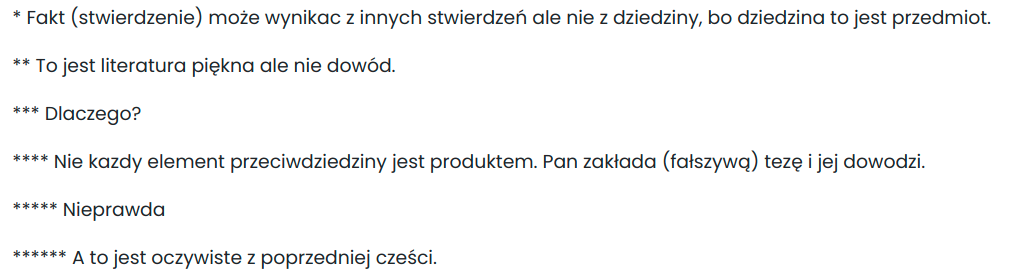 * Fakt (stwierdzenie) może wynikac z innych stwierdzeń ale nie z dziedziny, bo dziedzina to jest przedmiot.
** To jest literatura piękna ale nie dowód.
*** Dlaczego?
**** Nie kazdy element przeciwdziedziny jest produktem. Pan zakłada (fałszywą) tezę i jej dowodzi.
***** Nieprawda
****** A to jest oczywiste z poprzedniej cześci.